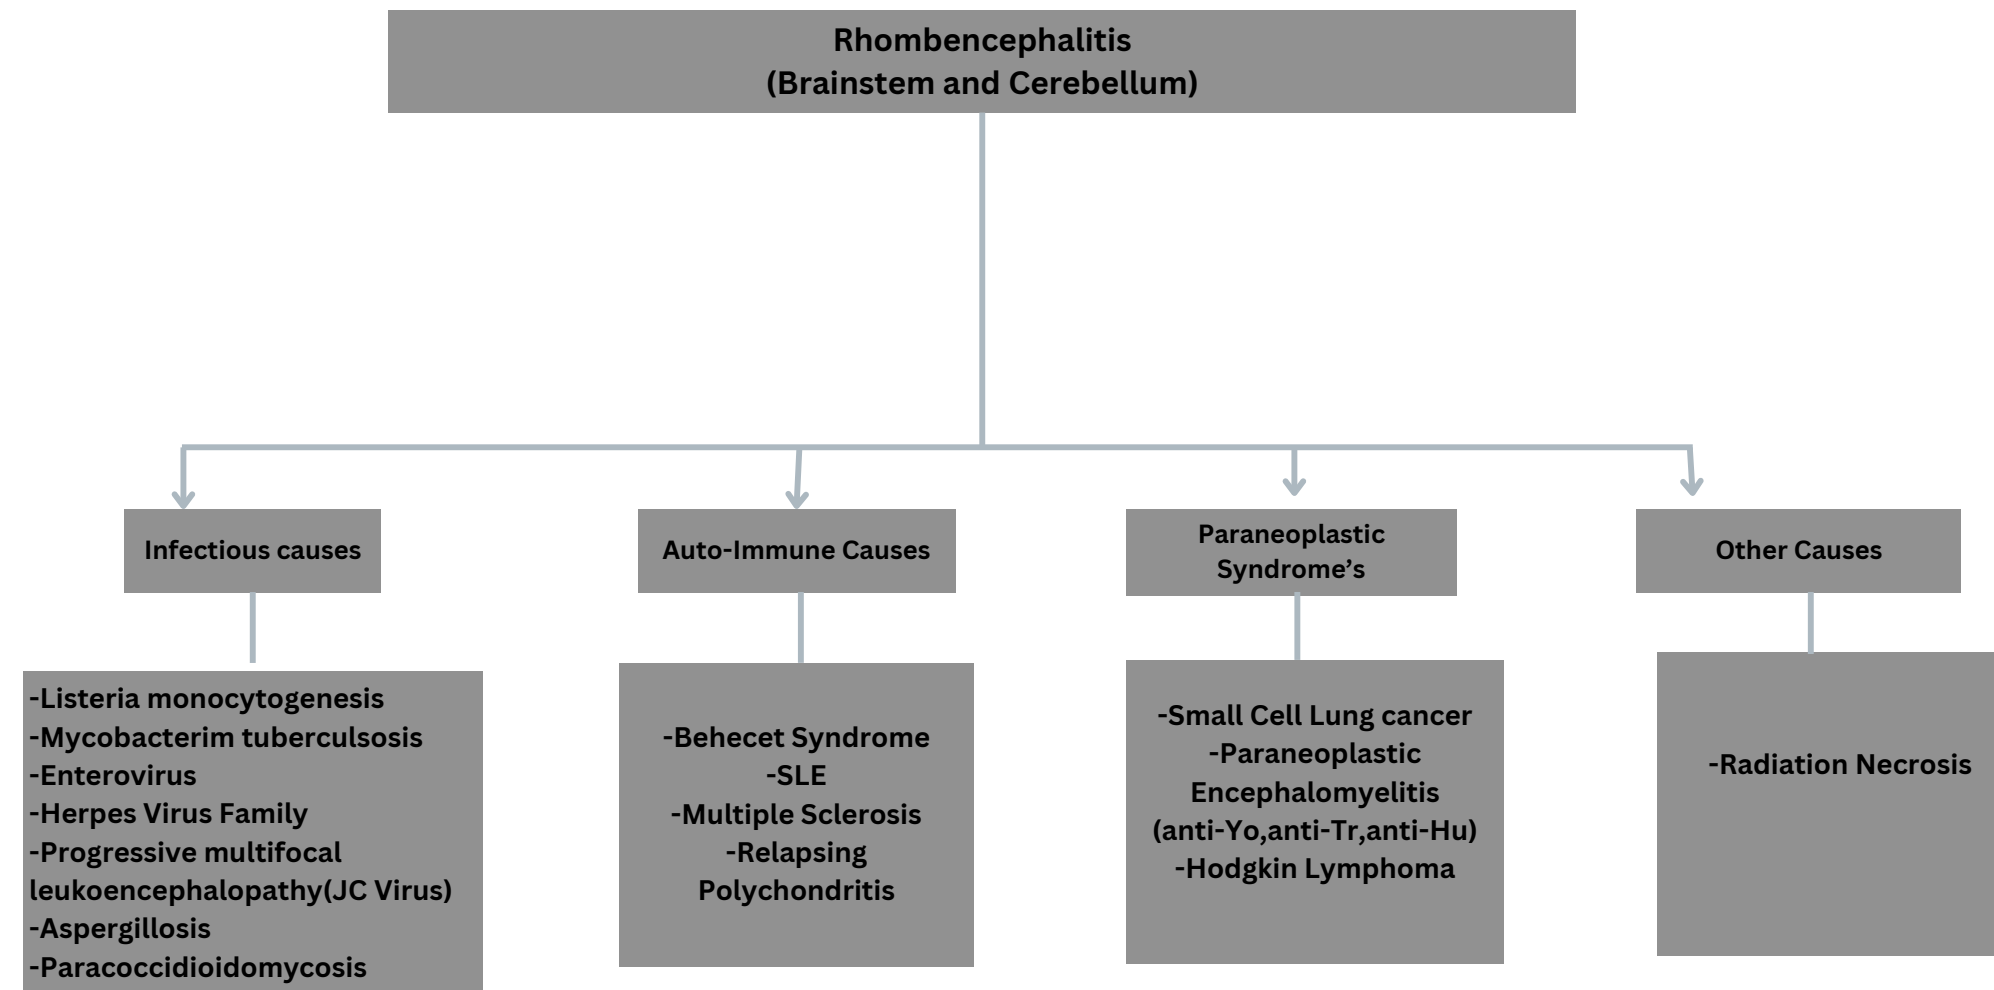 Rhombencephalitis
(Brainstem and Cerebellum)
Infectious causes
Auto-Immune Causes
Paraneoplastic
Syndrome’s
Other Causes
-Listeria monocytogenesis
-Mycobacterim tuberculsosis
-Enterovirus
-Herpes Virus Family
-Progressive multifocal
leukoencephalopathy(JC Virus)
-Aspergillosis
-Paracoccidioidomycosis
-Behecet Syndrome
-SLE
-Multiple Sclerosis
-Relapsing
Polychondritis
-Small Cell Lung cancer
-Paraneoplastic
Encephalomyelitis
(anti-Yo,anti-Tr,anti-Hu)
-Hodgkin Lymphoma
-Radiation Necrosis